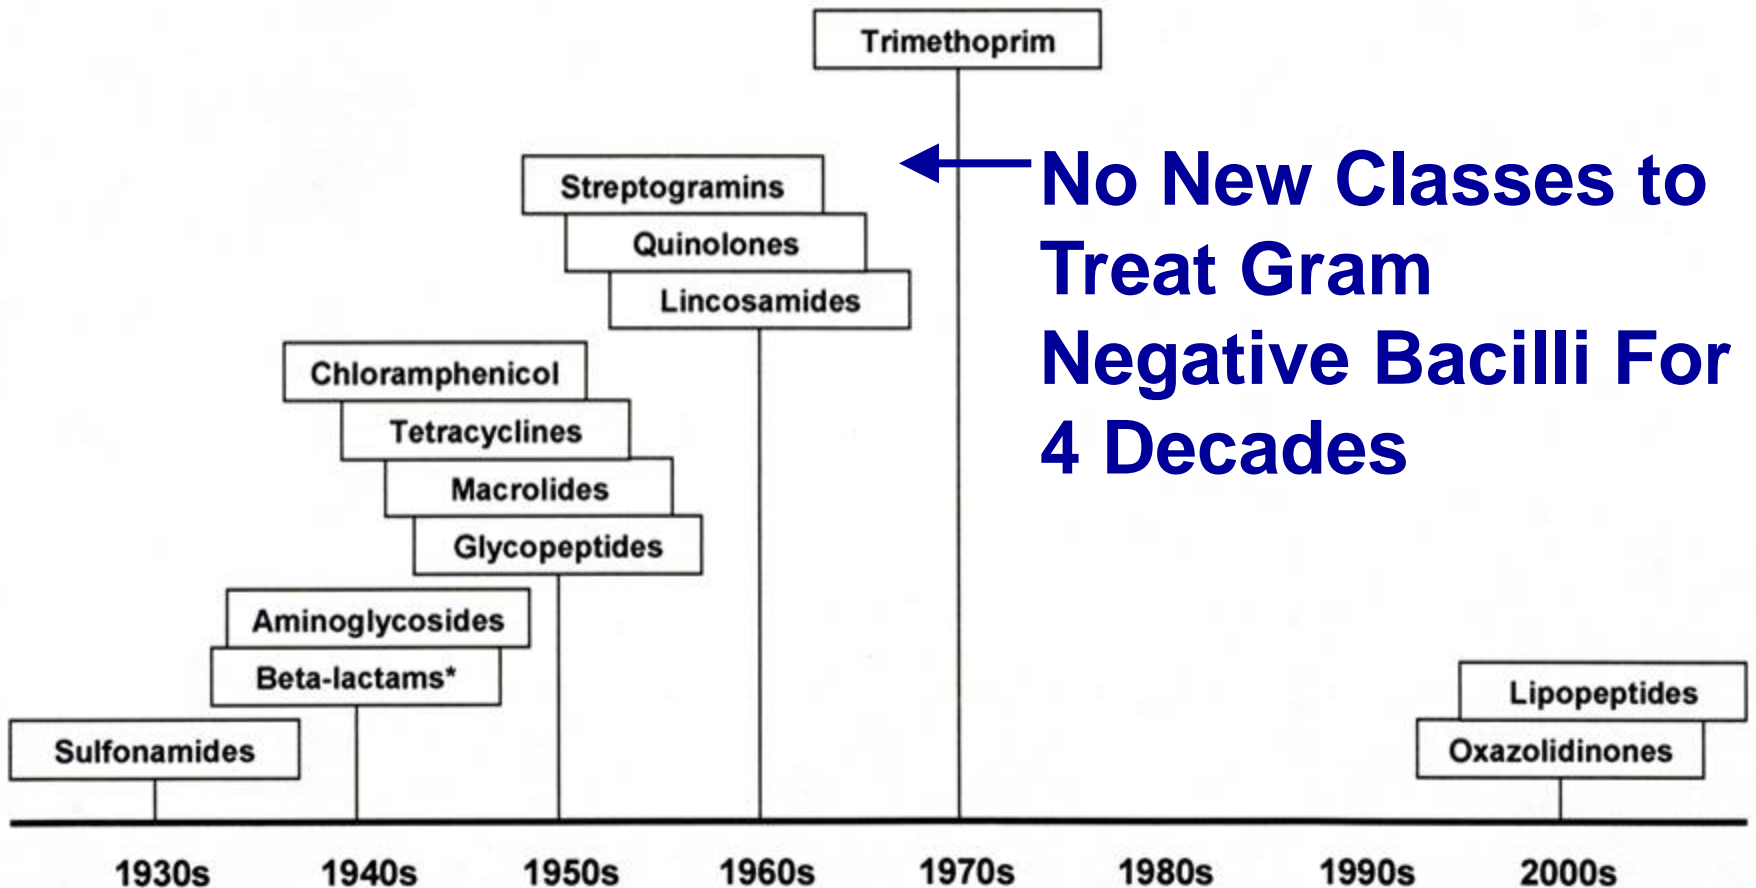 Trimethoprim
No New Classes to
Treat Gram
Negative Bacilli For
4 Decades
Streptogramins
Quinolones
Lincosamides
Chloramphenicol
Tetracyclines
Macrolides
Glycopeptides
Aminoglycosides
Beta-lactams*
Lipopeptides
Sulfonamides
Oxazolidinones
1930s 1940s 1950s 1960s 1970s 1980s 1990s 2000s